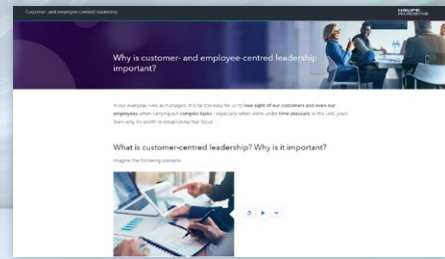 Customer- and employee-centred leadership
HAUFE.
AKADEMIE
Why is customer- and employee-centred leadership
important?
In our everyday lives as managers, it is far too easy for us to lose sight of our customers and even our
employees when carrying out complex tasks - especially when we're under time pressure. In this unit, you'll
learn why it's worth re-establishing that focus.
What is customer-centred leadership? Why is it important?
Imagine the following scenario: